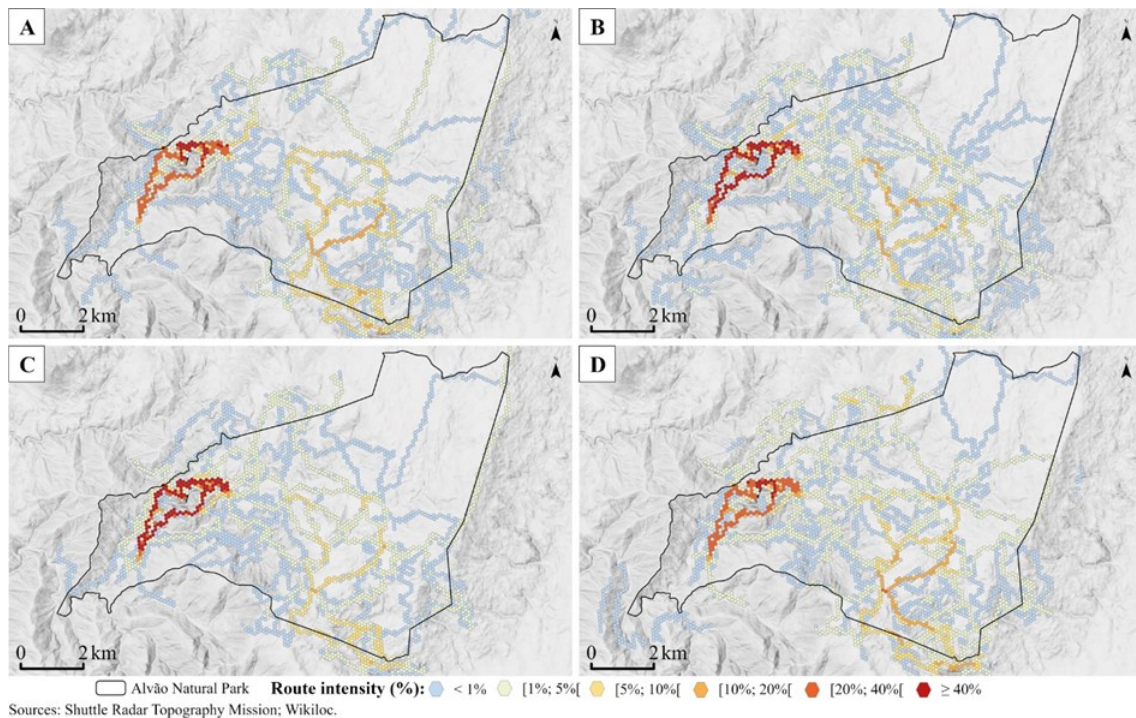 A
B
0 2 km
0 2 km
C
D
0 2 km
0 2 km
Alvão Natural Park Route intensity (%): < 1% [1%; 5%[ [5%; 10%[ [10%; 20%[ [20%; 40%[ ≥ 40%
Sources: Shuttle Radar Topography Mission; Wikiloc.